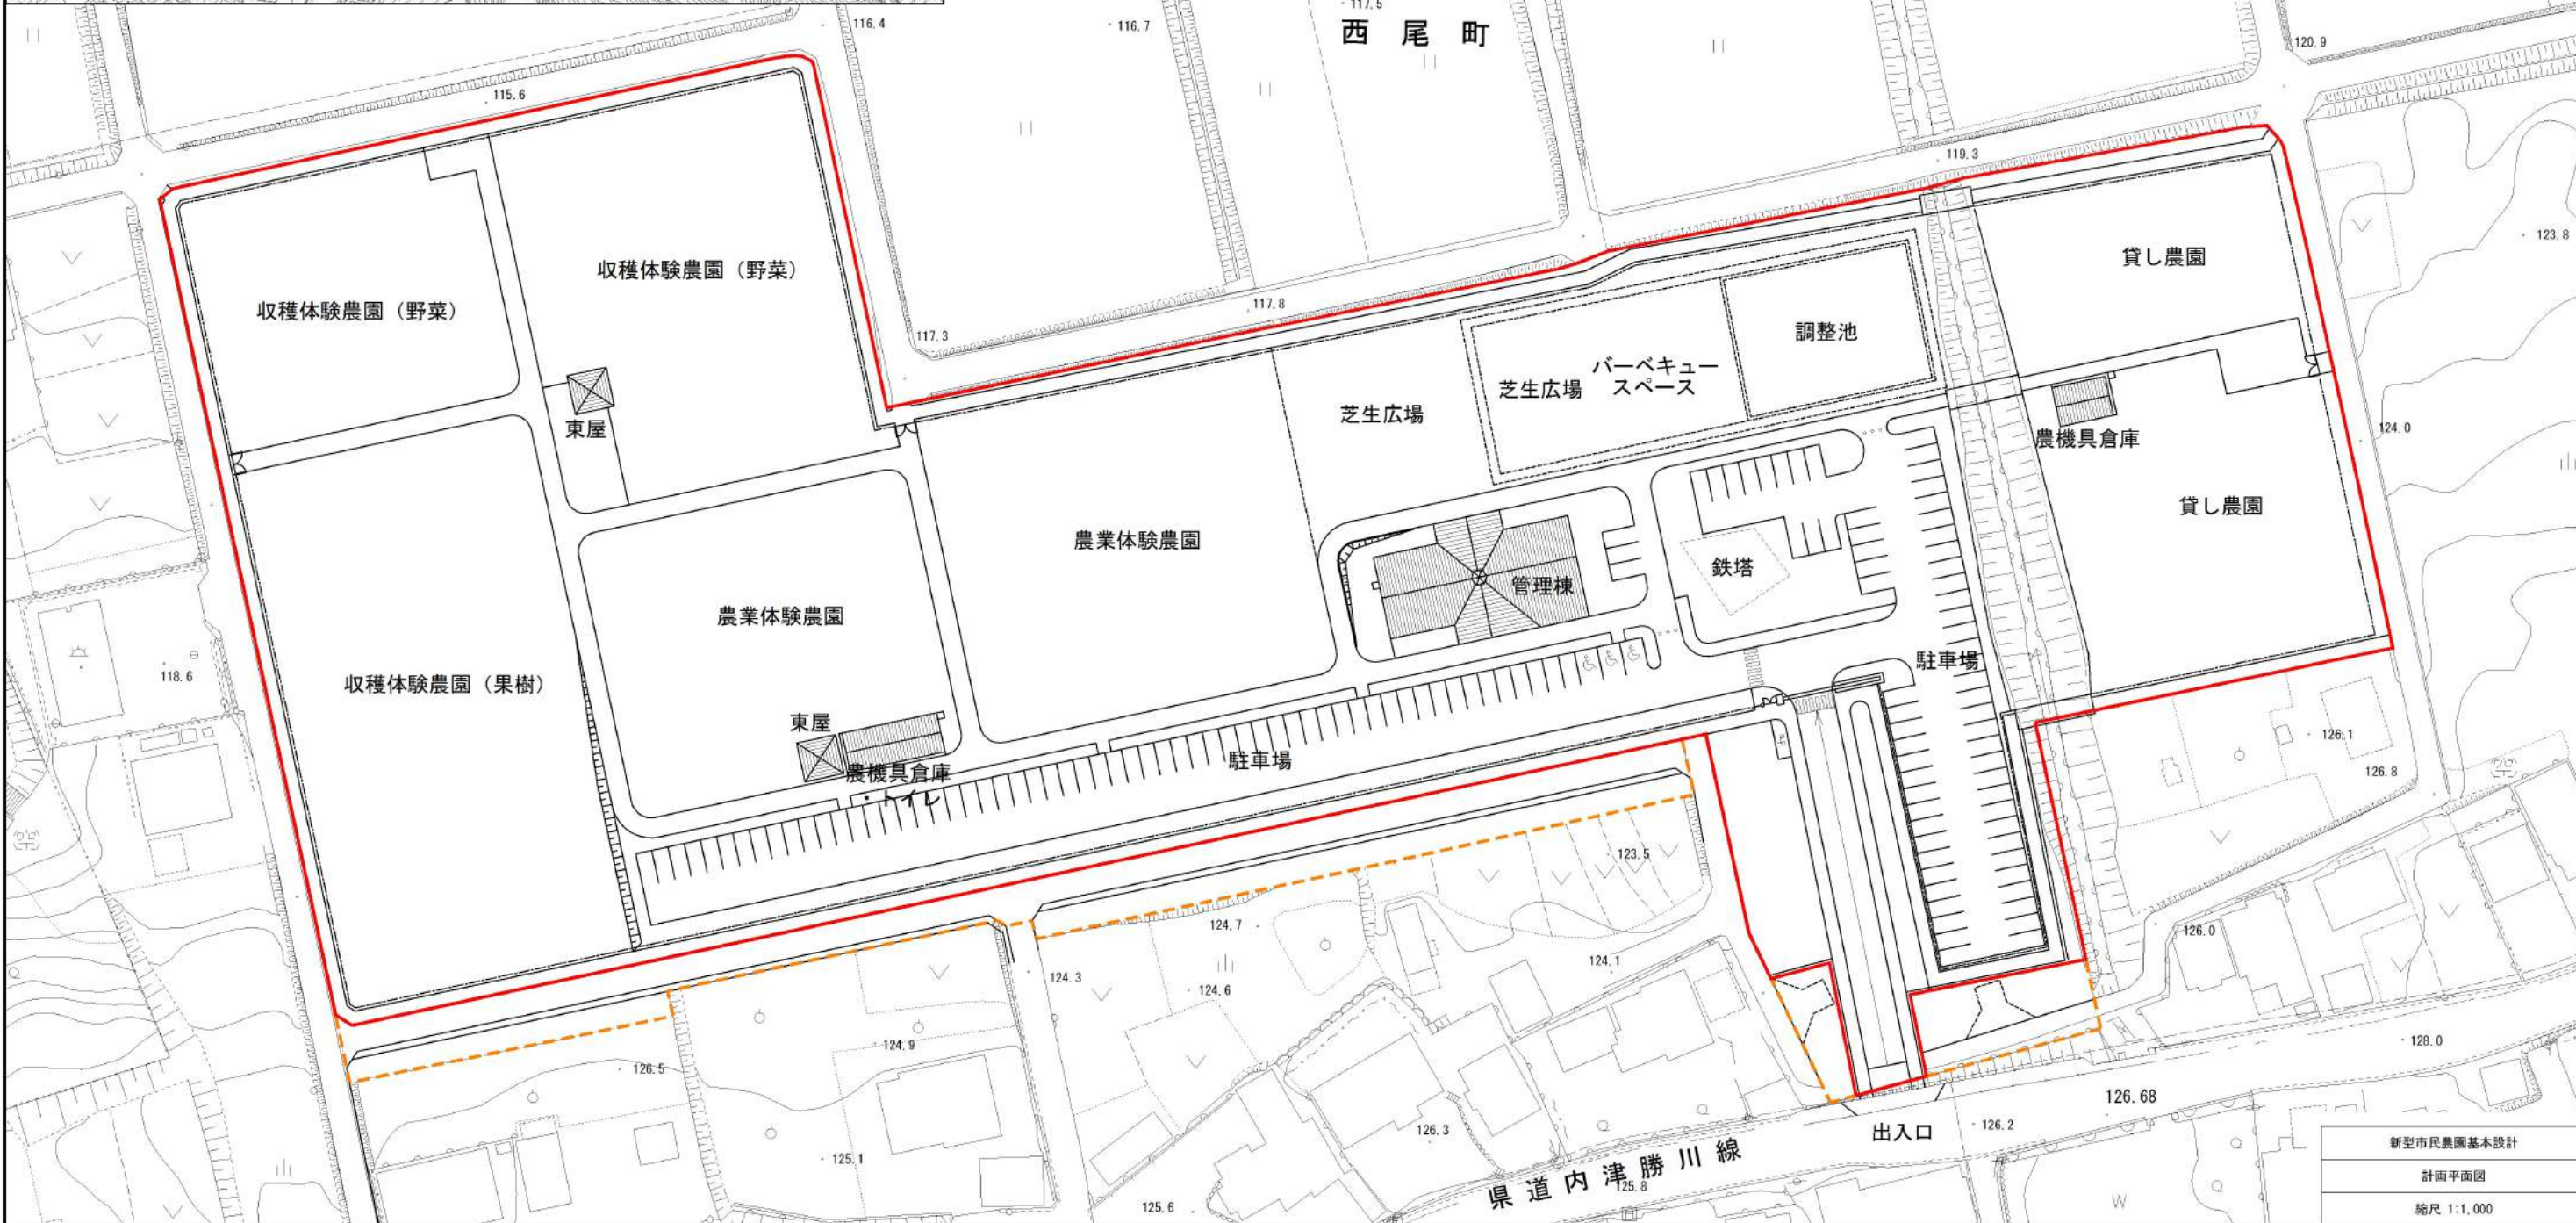 117.5
116.4
116.7
西尾町
120.9
115.6
119.3
123.8
収穫体験農園（野菜）
貸し農園
収穫体験農園（野菜）
117.8
117.3
調整池
バーベキュー
スペース
芝生広場
芝生広場
東屋
農機具倉庫
124.0
貸し農園
農業体験農園
鉄塔
管理棟
農業体験農園
118.6
駐車場
収穫体験農園（果樹）
東屋
126.1
農機具倉庫
・トイレ
駐車場
126.8
123.5
124.7
126.0
124.3
124.6
124.1
124.9
126.5
128.0
126.68
126.3
出入口
126.2
125.1
県道内津勝川線
125.8
125.6
W
新型市民農園基本設計
計画平面図
縮尺 1:1,000